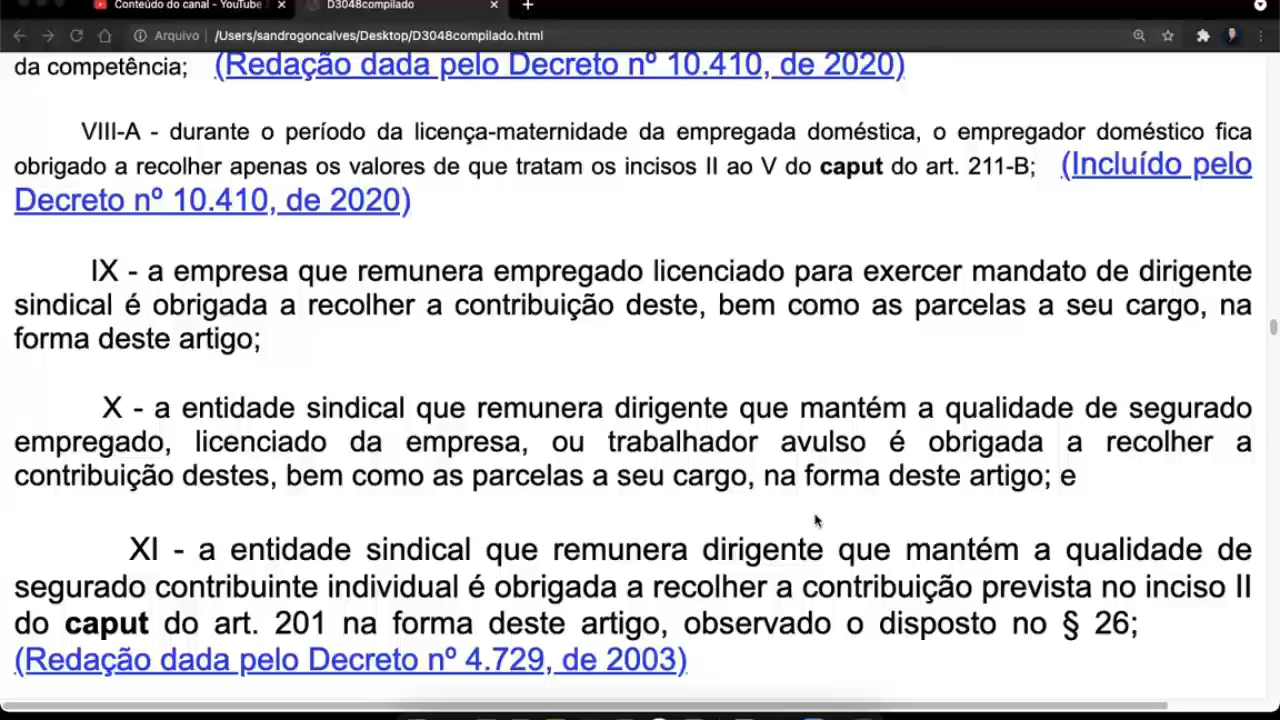 Conteúdo do canal - YouTube
D3048compilado
Arquivo | /Users/sandrogoncalves/Desktop/D3048compilado.html
da competência; (Redação dada pelo Decreto nº 10.410, de 2020)
VIII-A - durante o período da licença-maternidade da empregada doméstica, o empregador doméstico fica
obrigado a recolher apenas os valores de que tratam os incisos II ao V do caput do art. 211-B; (Incluído pelo
Decreto nº 10.410, de 2020)
IX - a empresa que remunera empregado licenciado para exercer mandato de dirigente
sindical é obrigada a recolher a contribuição deste, bem como as parcelas a seu cargo, na
forma deste artigo;
X - a entidade sindical que remunera dirigente que mantém a qualidade de segurado
empregado, licenciado da empresa, ou trabalhador avulso é obrigada a recolher a
contribuição destes, bem como as parcelas a seu cargo, na forma deste artigo; e
XI - a entidade sindical que remunera dirigente que mantém a qualidade de
segurado contribuinte individual é obrigada a recolher a contribuição prevista no inciso II
do caput do art. 201 na forma deste artigo, observado o disposto no § 26;
(Redação dada pelo Decreto nº 4.729, de 2003)